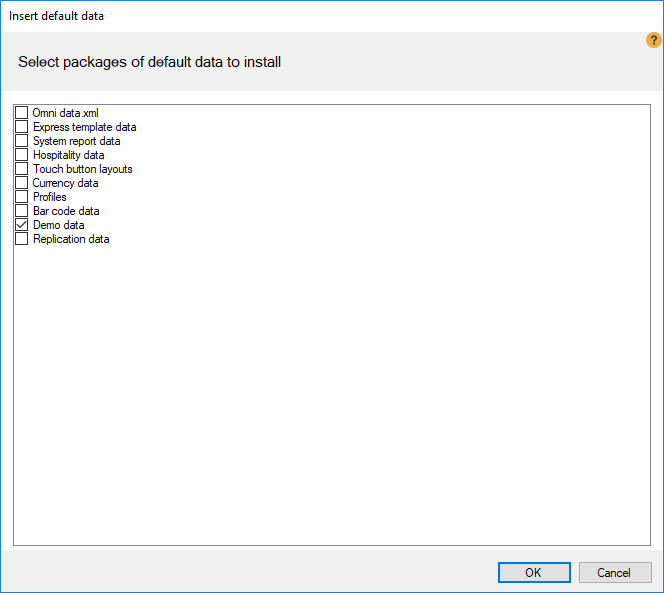 Insert default data
?
Select packages of default data to install
Omni data.xml
Express template data
System report data
Hospitality data
Touch button layouts
Currency data
Profiles
Bar code data
Demo data
Replication data
OK
Cancel